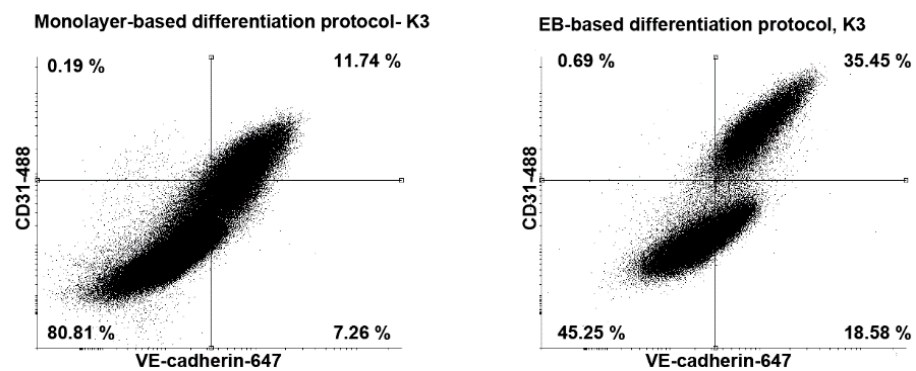 Monolayer-based differentiation protocol- K3
0.19 %
11.74 %
CD31-488
80.81 %
7.26 %
VE-cadherin-647
EB-based differentiation protocol, K3
0.69 %
35.45 %
CD31-488
45.25 %
18.58 %
VE-cadherin-647